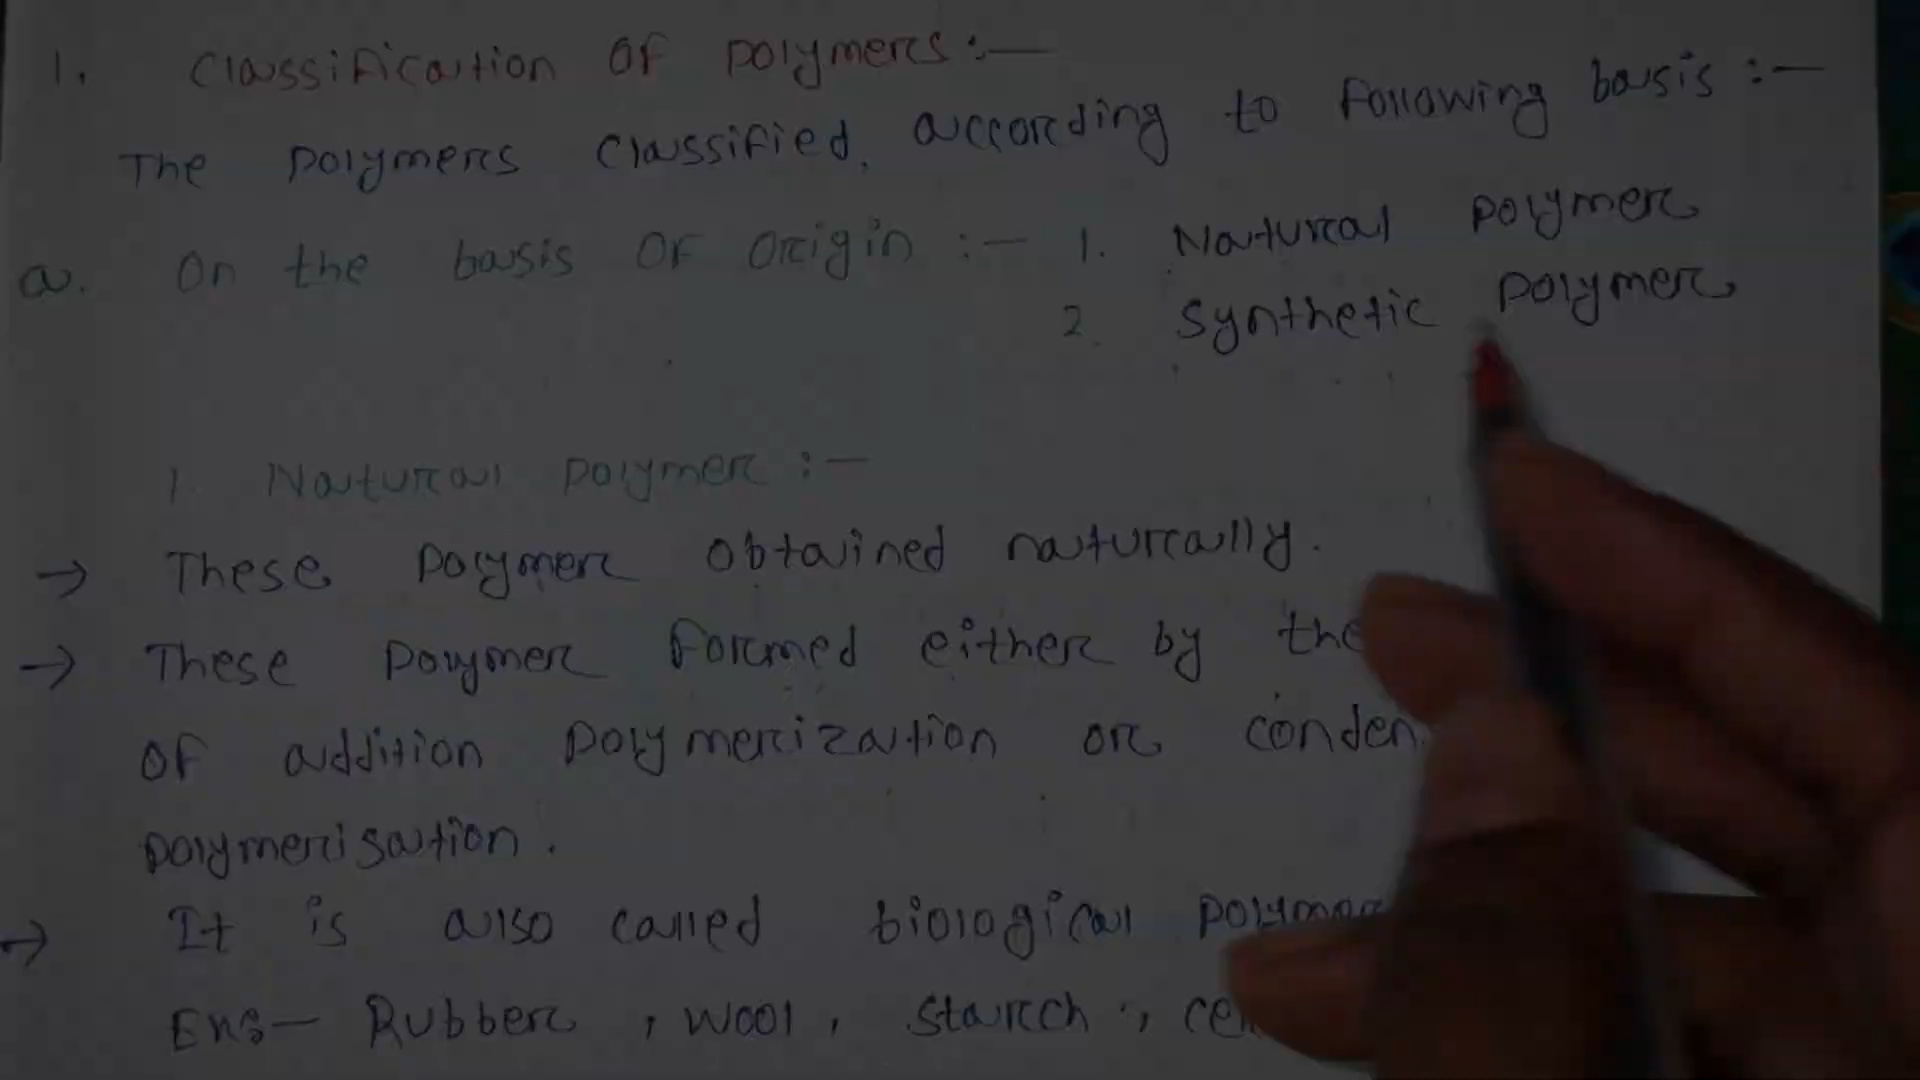 1. Classification of polymers :—
The polymers classified, according to following basis :—
a. On the basis of origin :— 1. Natural polymer
2. Synthetic polymer
1. Natural polymer :—
→ These polymer obtained naturally.
→ These polymer formed either by the
of addition polymerization or
polymerisation.
→ It is also called biological polymer
Ens— Rubber, wool, starch,